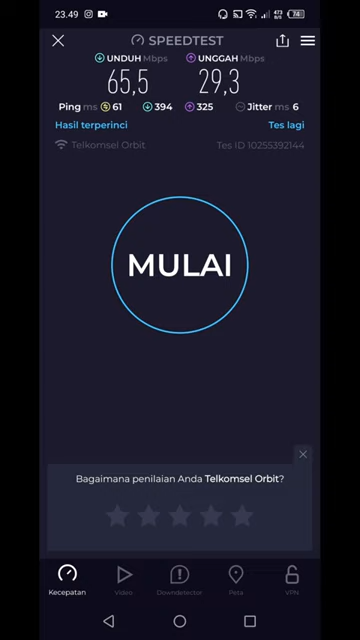 23.49
473 B/s
74
SPEEDTEST
UNDUH Mbps
UNGGAH Mbps
65,5
29,3
Ping ms 61 394 325 Jitter ms 6
Hasil terperinci
Tes lagi
Telkomsel Orbit
Tes ID 10255392144
MULAI
Bagaimana penilaian Anda Telkomsel Orbit?
Kecepatan
Video
Downdetector
Peta
VPN